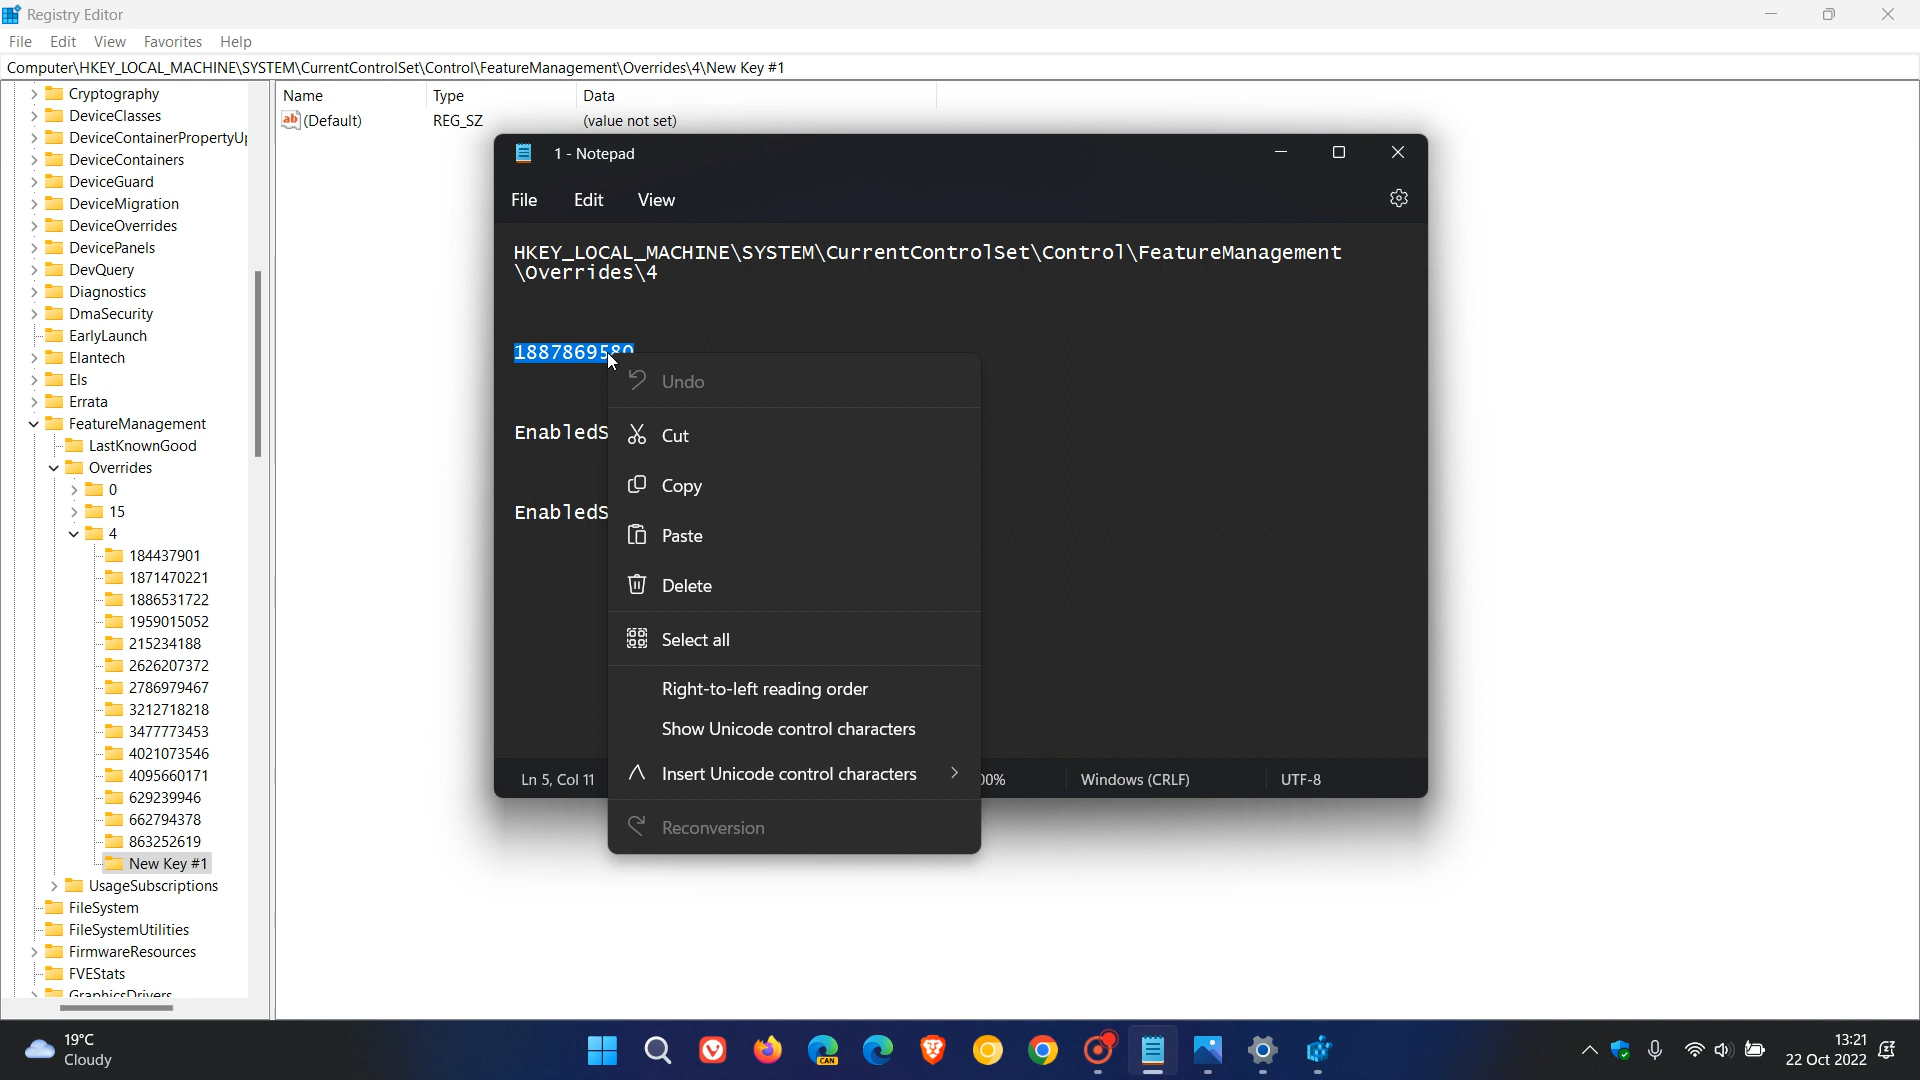 Registry Editor
File Edit View Favorites Help
Computer\HKEY_LOCAL_MACHINE\SYSTEM\CurrentControlSet\Control\FeatureManagement\Overrides\4\New Key #1
Cryptography
DeviceClasses
DeviceContainerPropertyU
DeviceContainers
DeviceGuard
DeviceMigration
DeviceOverrides
DevicePanels
DevQuery
Diagnostics
DmaSecurity
EarlyLaunch
Elantech
Els
Errata
FeatureManagement
LastKnownGood
Overrides
0
15
4
184437901
1871470221
1886531722
1959015052
215234188
2626207372
2786979467
3212718218
3477773453
4021073546
4095660171
629239946
662794378
863252619
New Key #1
UsageSubscriptions
FileSystem
FileSystemUtilities
FirmwareResources
FVEStats
GraphicsDrivers
Name Type Data
ab (Default) REG_SZ (value not set)
1 - Notepad
File Edit View
HKEY_LOCAL_MACHINE\SYSTEM\CurrentControlSet\Control\FeatureManagement
\Overrides\4
1887869580
EnabledS
EnabledS
Ln 5, Col 11 00% Windows (CRLF) UTF-8
Undo
Cut
Copy
Paste
Delete
Select all
Right-to-left reading order
Show Unicode control characters
Insert Unicode control characters
Reconversion
19°C
Cloudy
CAN
13:21
22 Oct 2022